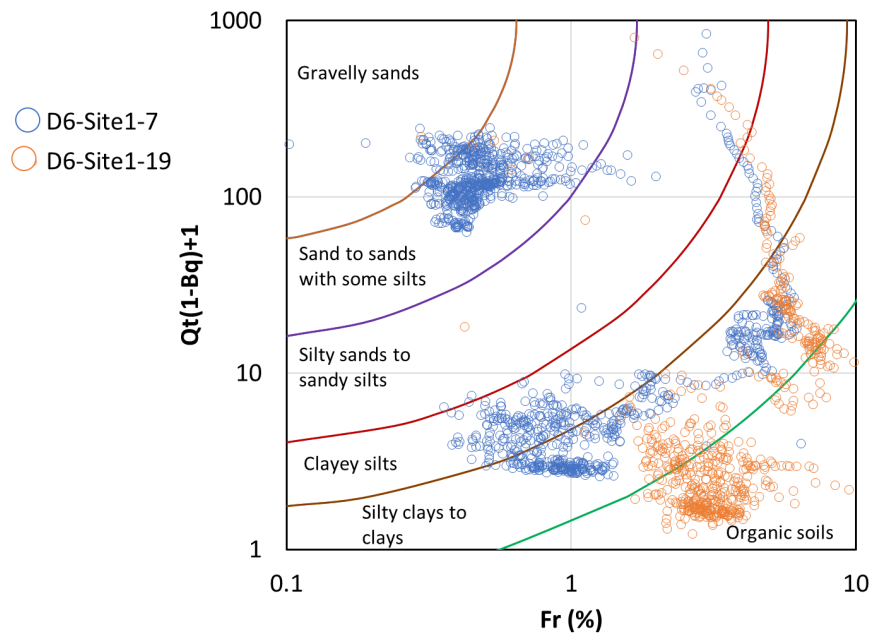 D6-Site1-7
D6-Site1-19
Qt(1-Bq)+1
1000
100
10
1
Gravelly sands
Sand to sands
with some silts
Silty sands to
sandy silts
Clayey silts
Silty clays to
clays
Organic soils
0.1
1
10
Fr (%)